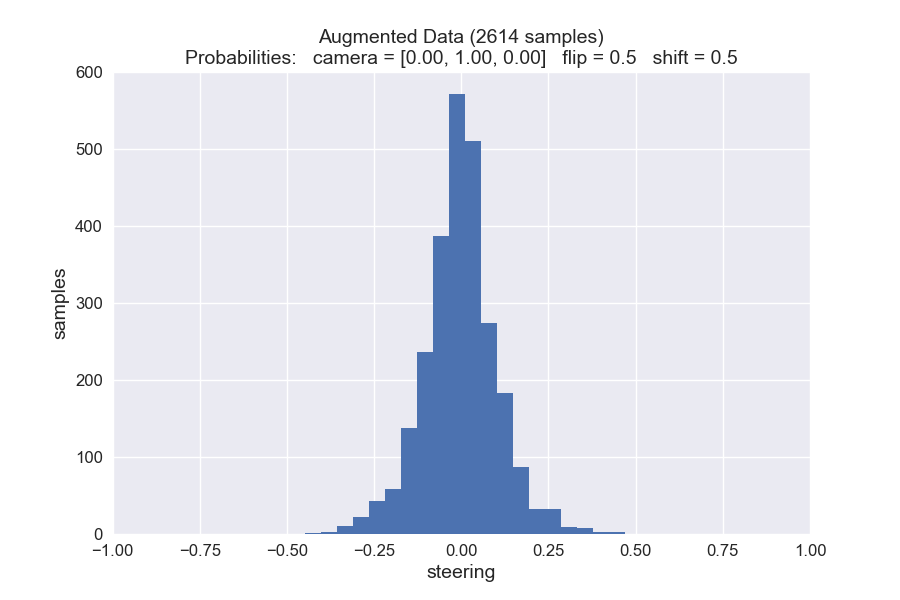 Augmented Data (2614 samples)
Probabilities:   camera = [0.00, 1.00, 0.00]   flip = 0.5   shift = 0.5
600
500
400
300
200
100
0
samples
−1.00 −0.75 −0.50 −0.25 0.00 0.25 0.50 0.75 1.00
steering